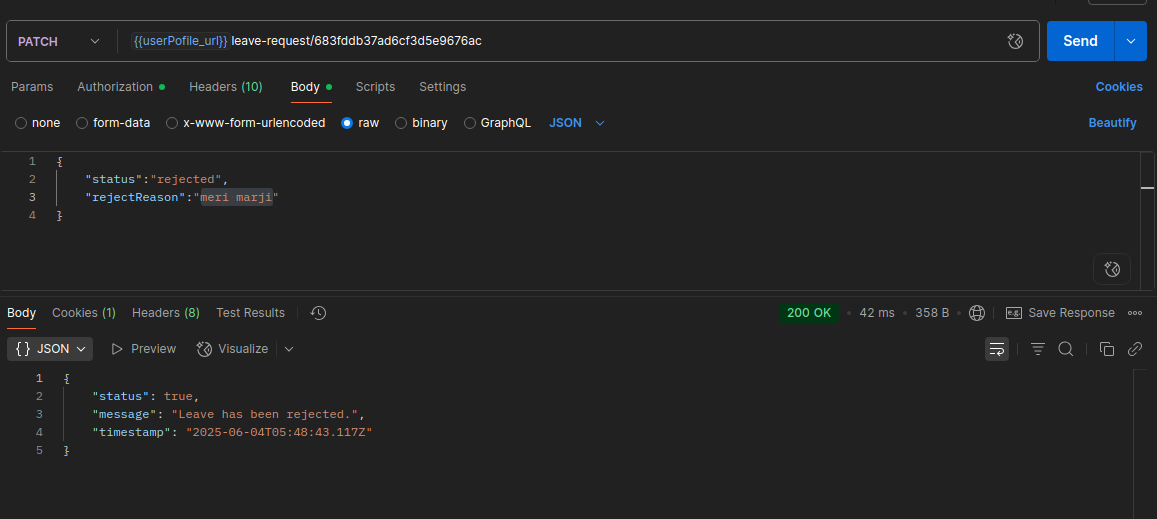 PATCH {{userPofile_url}}leave-request/683fddb37ad6cf3d5e9676ac Send
Params Authorization Headers (10) Body Scripts Settings Cookies
none form-data x-www-form-urlencoded raw binary GraphQL JSON Beautify
1 {
2 "status":"rejected",
3 "rejectReason":"meri marji"
4 }
Body Cookies (1) Headers (8) Test Results 200 OK • 42 ms • 358 B • e.g. Save Response
{} JSON Preview Visualize
1 {
2 "status": true,
3 "message": "Leave has been rejected.",
4 "timestamp": "2025-06-04T05:48:43.117Z"
5 }